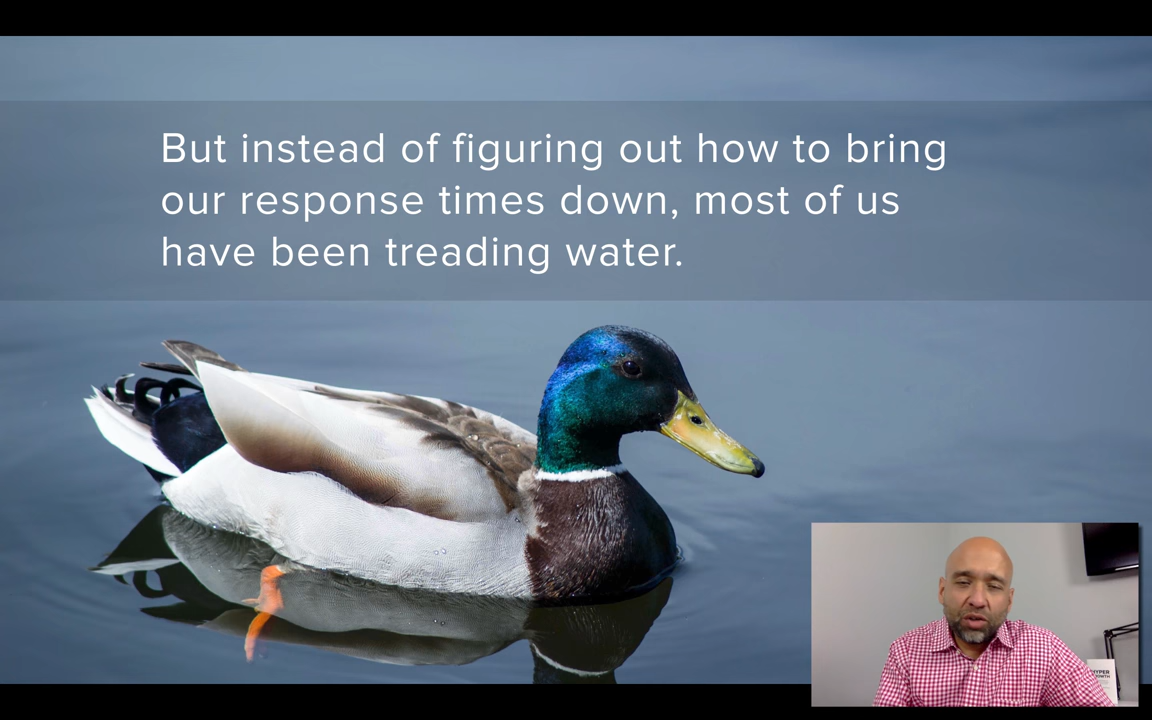 But instead of figuring out how to bring
our response times down, most of us
have been treading water.
HYPER